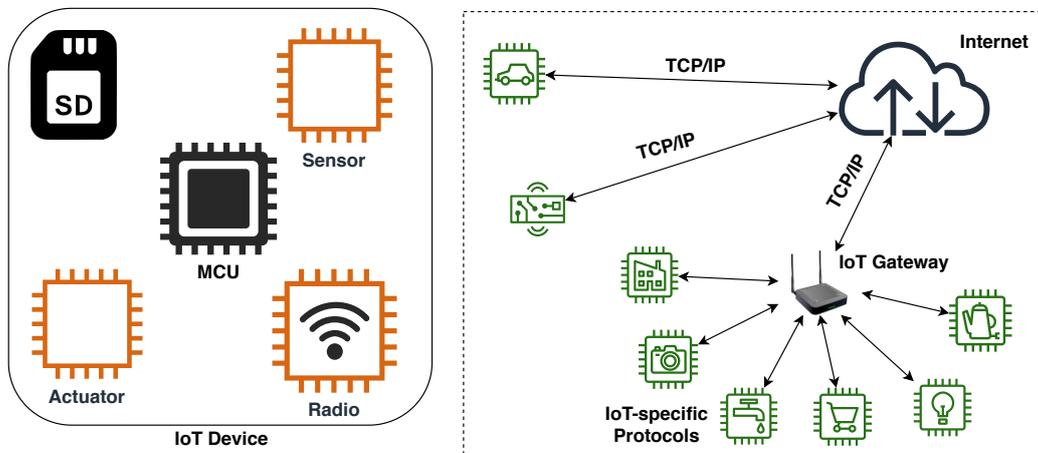 SD
Sensor
MCU
Actuator
Radio
IoT Device
Internet
TCP/IP
TCP/IP
TCP/IP
IoT Gateway
IoT-specific
Protocols